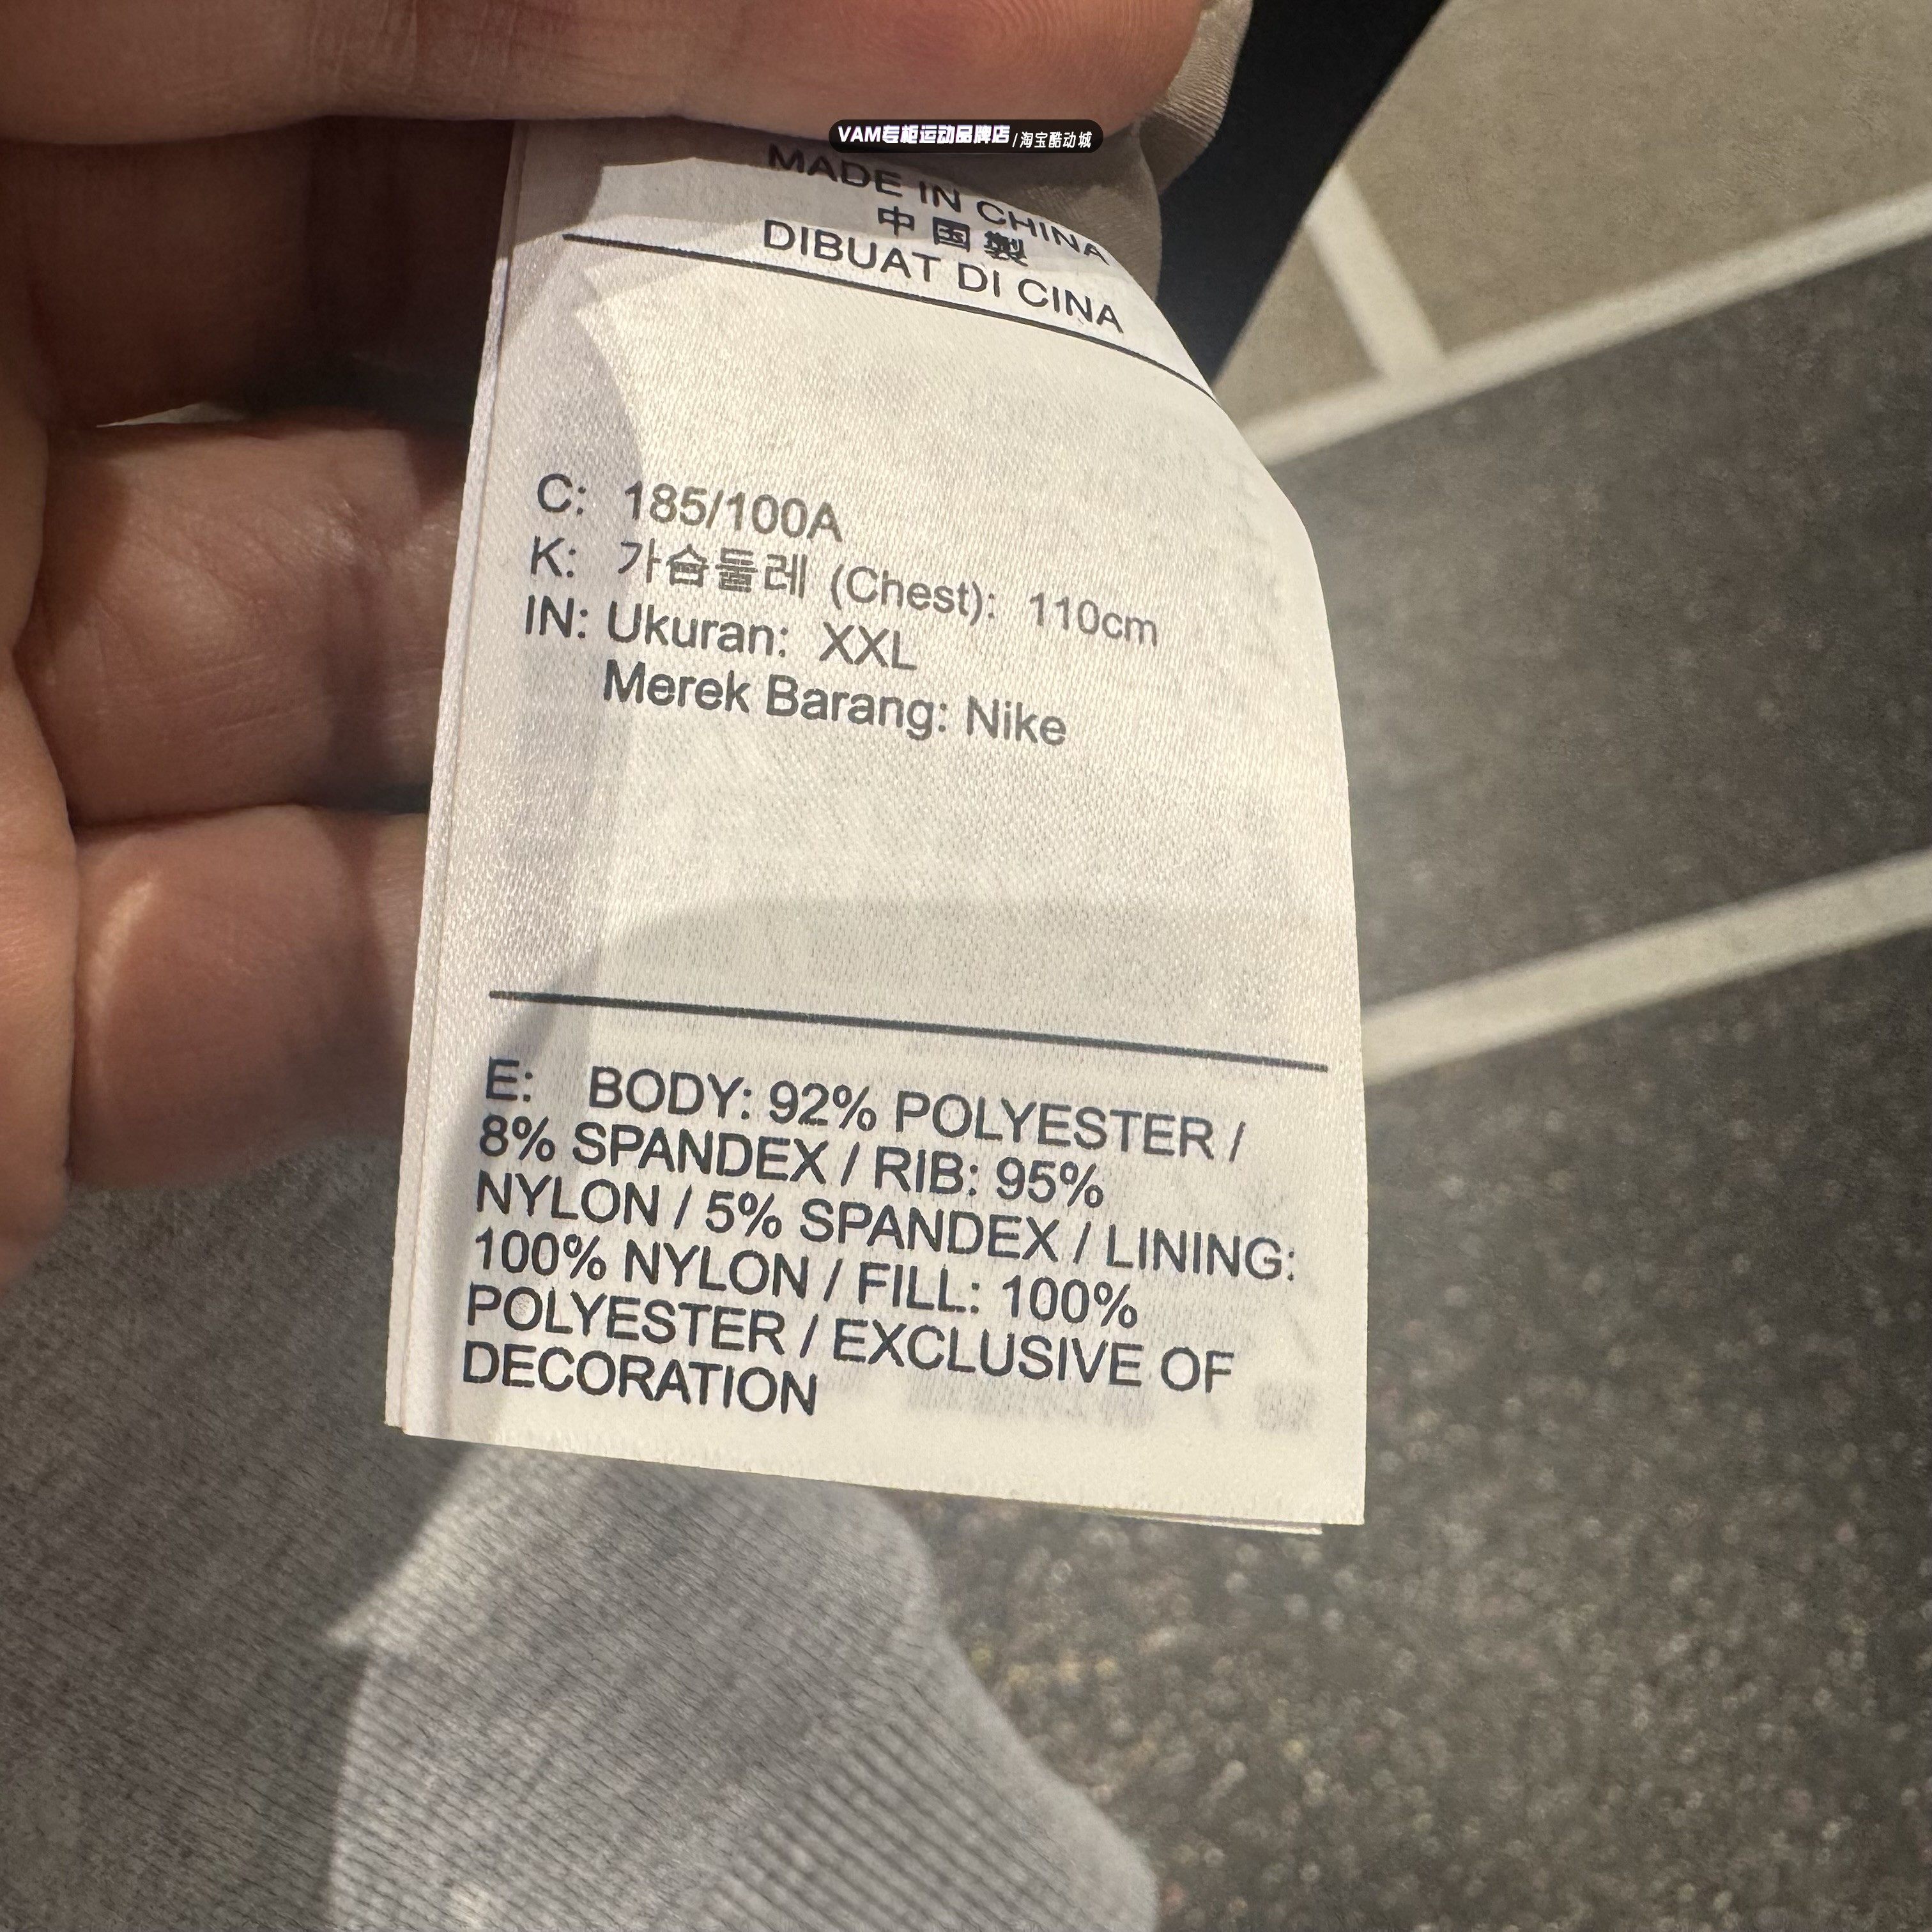 VAM专柜运动品牌店/淘宝酷动城
MADE IN CHINA
中国製
DIBUAT DI CINA
C: 185/100A
K: 가슴둘레 (Chest): 110cm
IN: Ukuran: XXL
Merek Barang: Nike
E: BODY: 92% POLYESTER /
8% SPANDEX / RIB: 95%
NYLON / 5% SPANDEX / LINING:
100% NYLON / FILL: 100%
POLYESTER / EXCLUSIVE OF
DECORATION